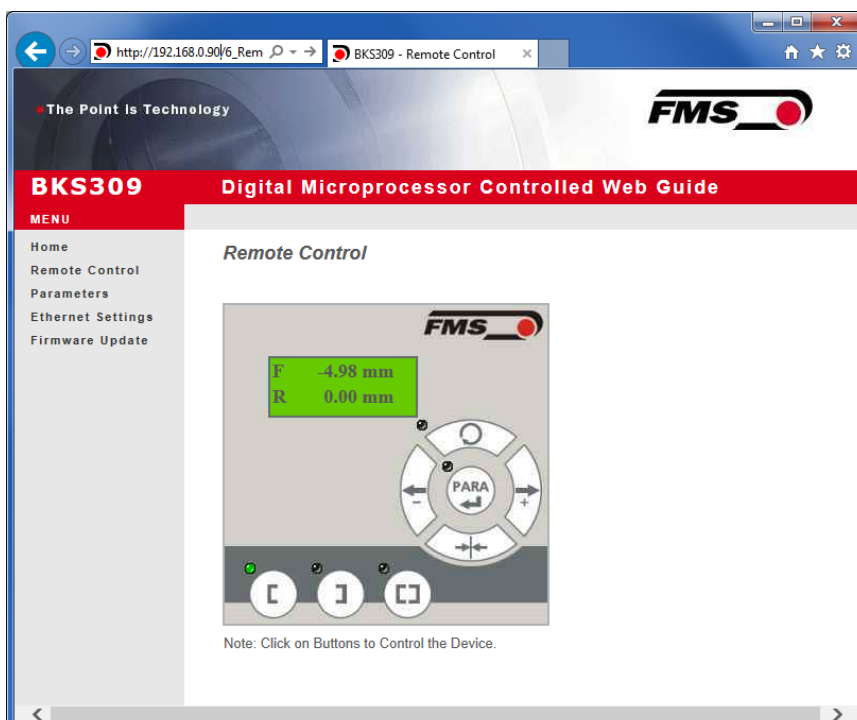 http://192.168.0.90/6_Rem
BKS309 - Remote Control
The Point is Technology
FMS
BKS309
Digital Microprocessor Controlled Web Guide
MENU
Home
Remote Control
Parameters
Ethernet Settings
Firmware Update
Remote Control
FMS
F -4.98 mm
R 0.00 mm
PARA
- +
[ ] []
Note: Click on Buttons to Control the Device.